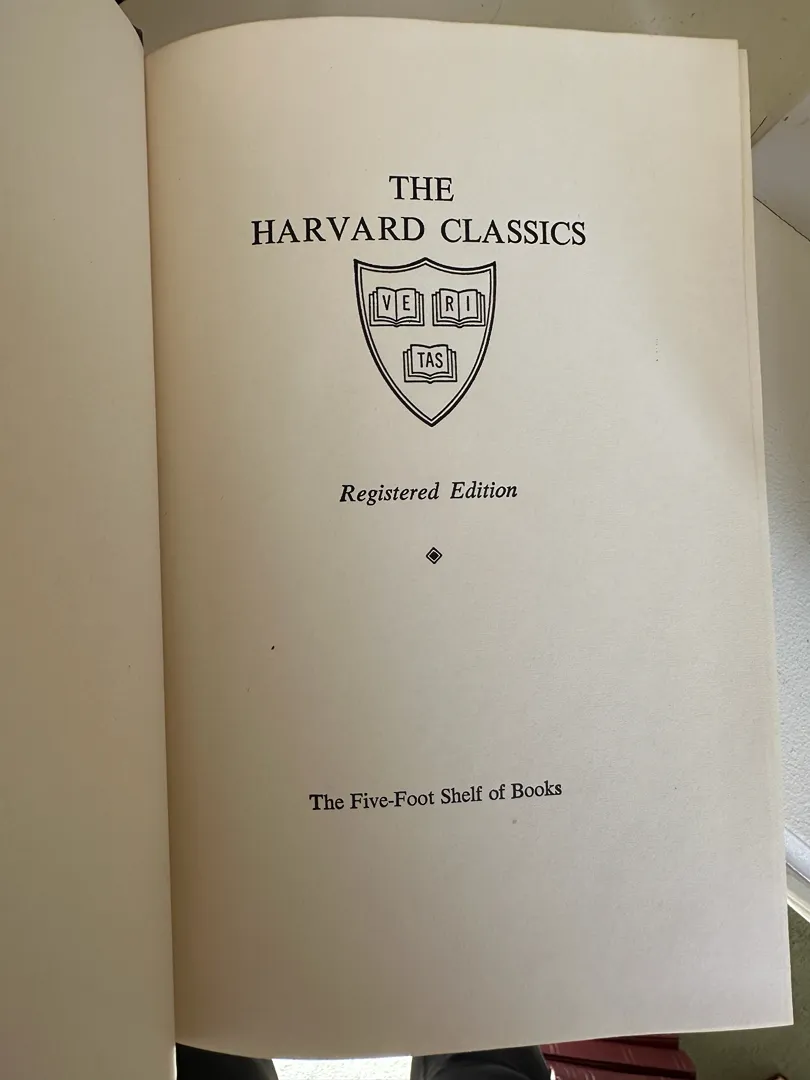 THE
HARVARD CLASSICS
VE RI
TAS
Registered Edition
The Five-Foot Shelf of Books